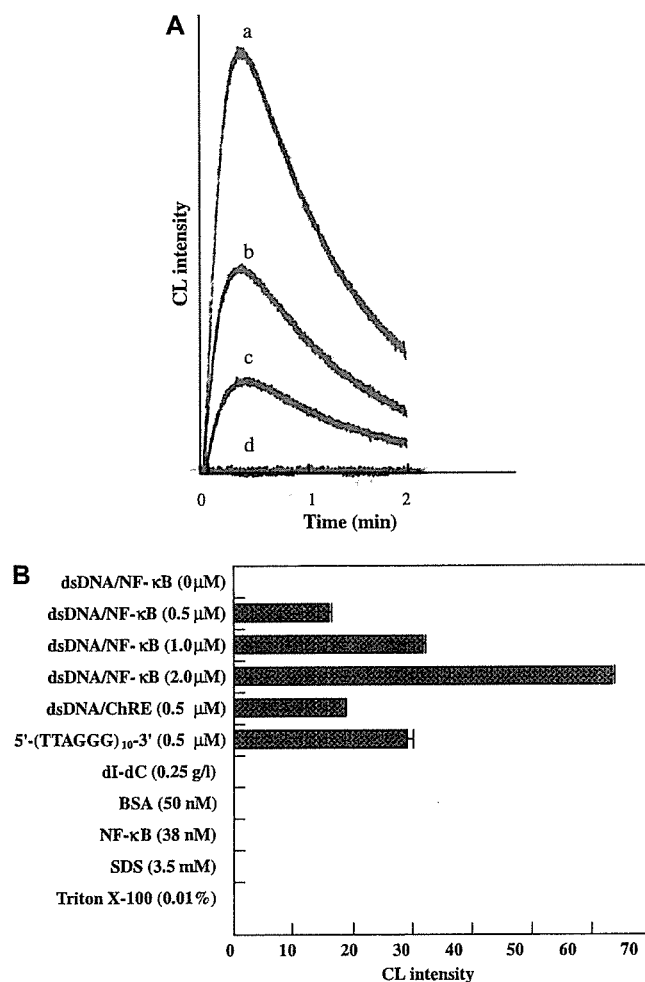 A
a
b
c
d
CL intensity
0
1
2
Time (min)
B
dsDNA/NF-κB (0μM)
dsDNA/NF-κB (0.5 μM)
dsDNA/NF-κB (1.0μM)
dsDNA/NF-κB (2.0μM)
dsDNA/ChRE (0.5 μM)
5'-(TTAGGG)10-3' (0.5 μM)
dI-dC (0.25 g/l)
BSA (50 nM)
NF-κB (38 nM)
SDS (3.5 mM)
Triton X-100 (0.01%)
0 10 20 30 40 50 60 70
CL intensity